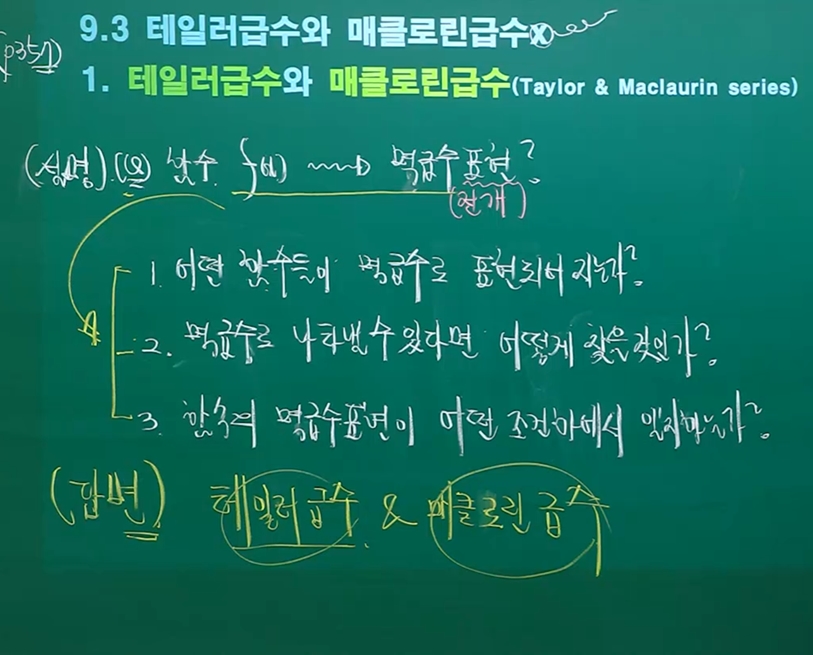 9.3 테일러급수와 매클로린급수
(p351)
1. 테일러급수와 매클로린급수(Taylor & Maclaurin series)
(설명) 함수 f(x) 멱급수 표현?
(전개)
1. 어떤 함수들이 멱급수로 표현되어 지는가?
2. 멱급수로 나타낼 수 있다면 어떻게 찾을것인가?
3. 함수의 멱급수표현이 어떤 조건하에서 일치하는가?
(답변) 테일러급수 & 매클로린급수